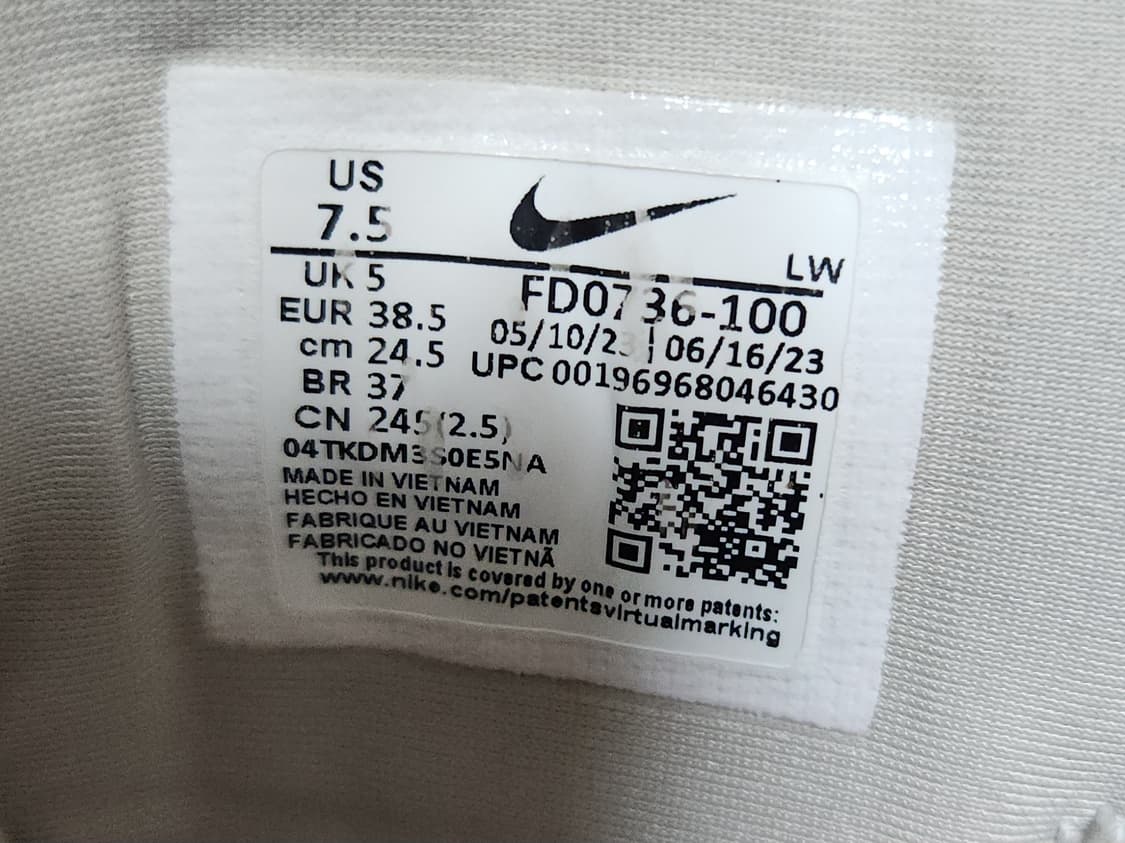 US
7.5
LW
UK 5
FD0736-100
EUR 38.5
05/10/23 | 06/16/23
cm 24.5
UPC 00196968046430
BR 37
CN 245(2.5)
04TKDM3S0E5NA
MADE IN VIETNAM
HECHO EN VIETNAM
FABRIQUE AU VIETNAM
FABRICADO NO VIETNÃ
This product is covered by one or more patents:
www.nike.com/patentsvirtualmarking